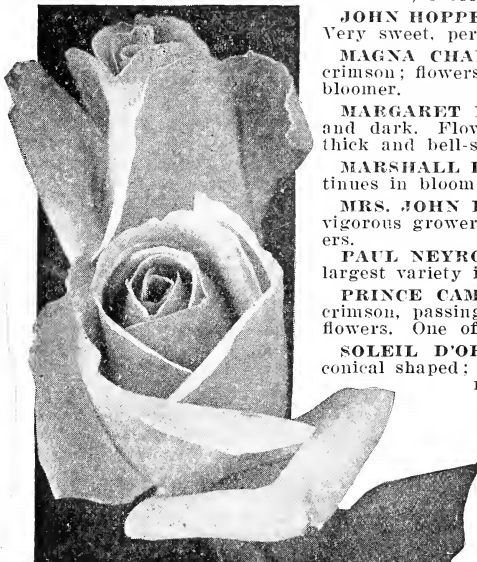 JOHN HOPPE
Very sweet, per
MAGNA CHA
crimson; flowers
bloomer.
MARGARET
and dark. Flow
thick and bell-s
MARSHALL
tinues in bloom
MRS. JOHN
vigorous grower
ers.
PAUL NEYRO
largest variety i
PRINCE CAM
crimson, passing
flowers. One of
SOLEIL D'O
conical shaped;